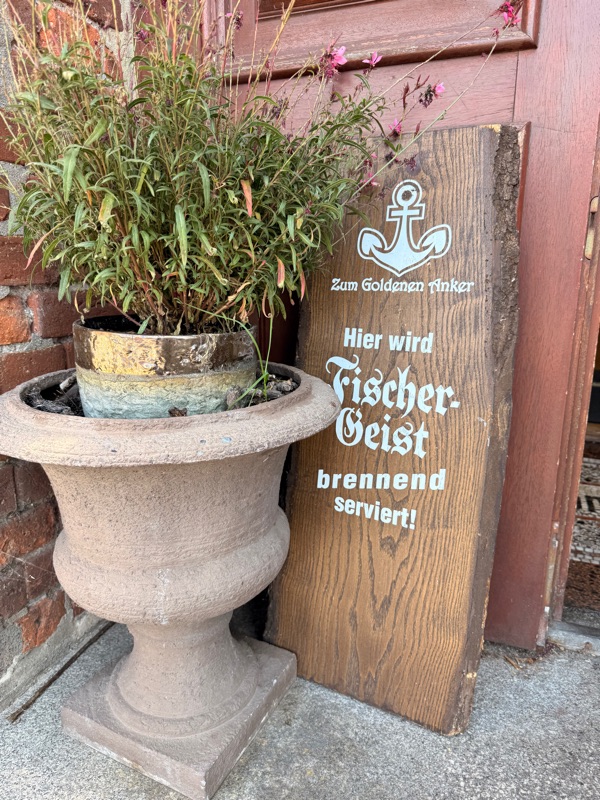 Zum Goldenen Anker
Hier wird
Fischer-
Geist
brennend
serviert!